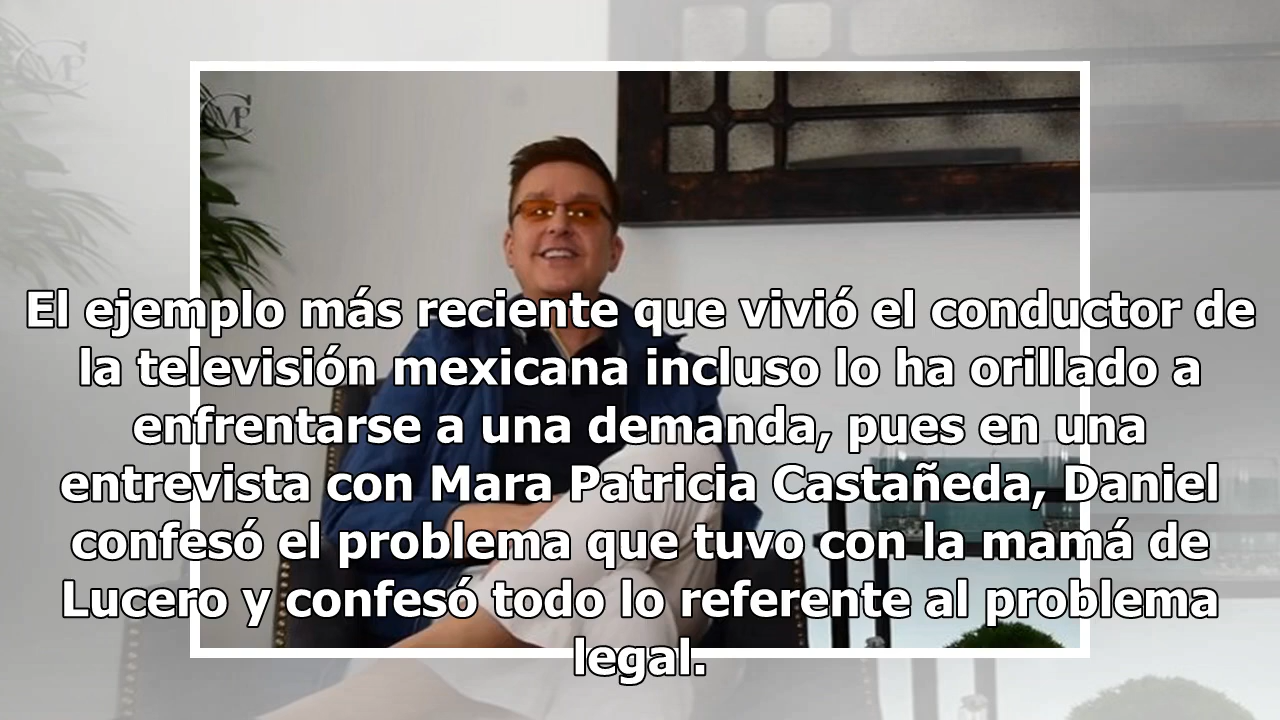 El ejemplo más reciente que vivió el conductor de
la televisión mexicana incluso lo ha orillado a
enfrentarse a una demanda, pues en una
entrevista con Mara Patricia Castañeda, Daniel
confesó el problema que tuvo con la mamá de
Lucero y confesó todo lo referente al problema
legal.